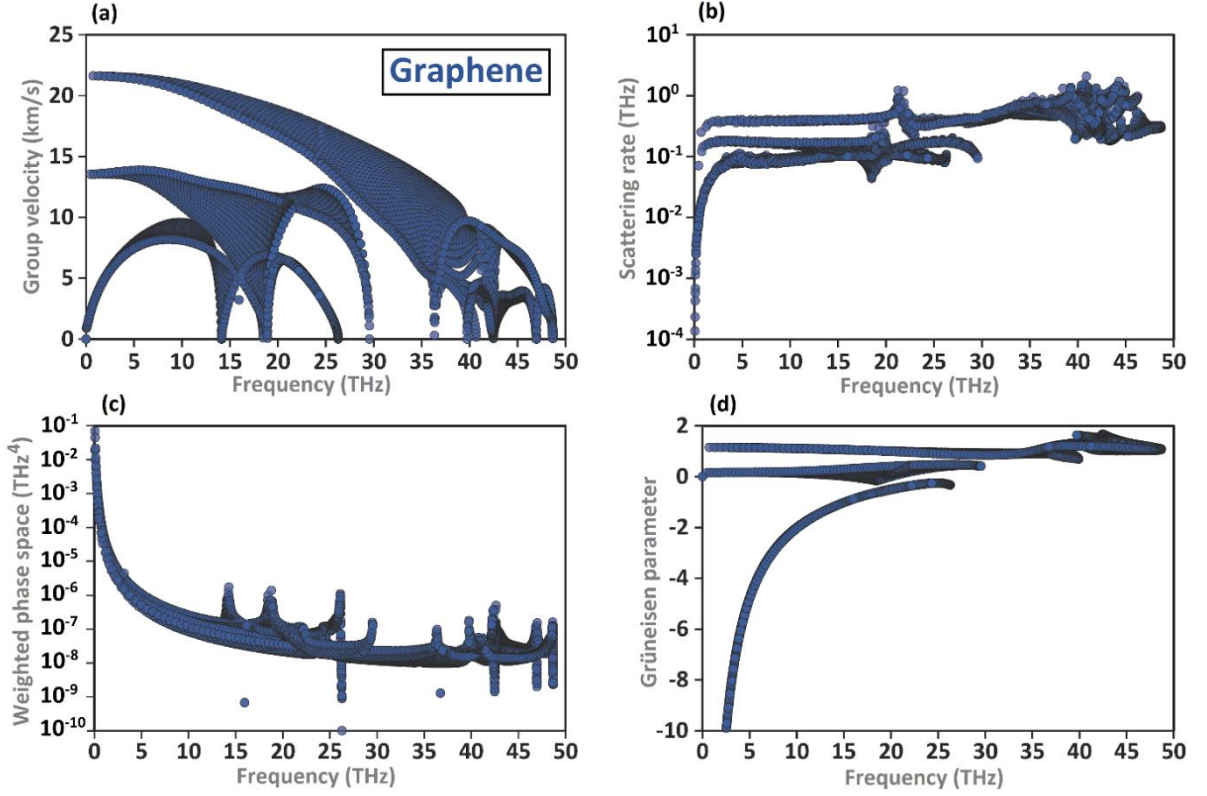 (a)
Graphene
Group velocity (km/s)
25
20
15
10
5
0
0 5 10 15 20 25 30 35 40 45 50
Frequency (THz)
(b)
Scattering rate (THz)
10¹
10⁰
10⁻¹
10⁻²
10⁻³
10⁻⁴
0 5 10 15 20 25 30 35 40 45 50
Frequency (THz)
(c)
Weighted phase space (THz⁴)
10⁻¹
10⁻²
10⁻³
10⁻⁴
10⁻⁵
10⁻⁶
10⁻⁷
10⁻⁸
10⁻⁹
10⁻¹⁰
0 5 10 15 20 25 30 35 40 45 50
Frequency (THz)
(d)
Grüneisen parameter
2
0
-2
-4
-6
-8
-10
0 5 10 15 20 25 30 35 40 45 50
Frequency (THz)